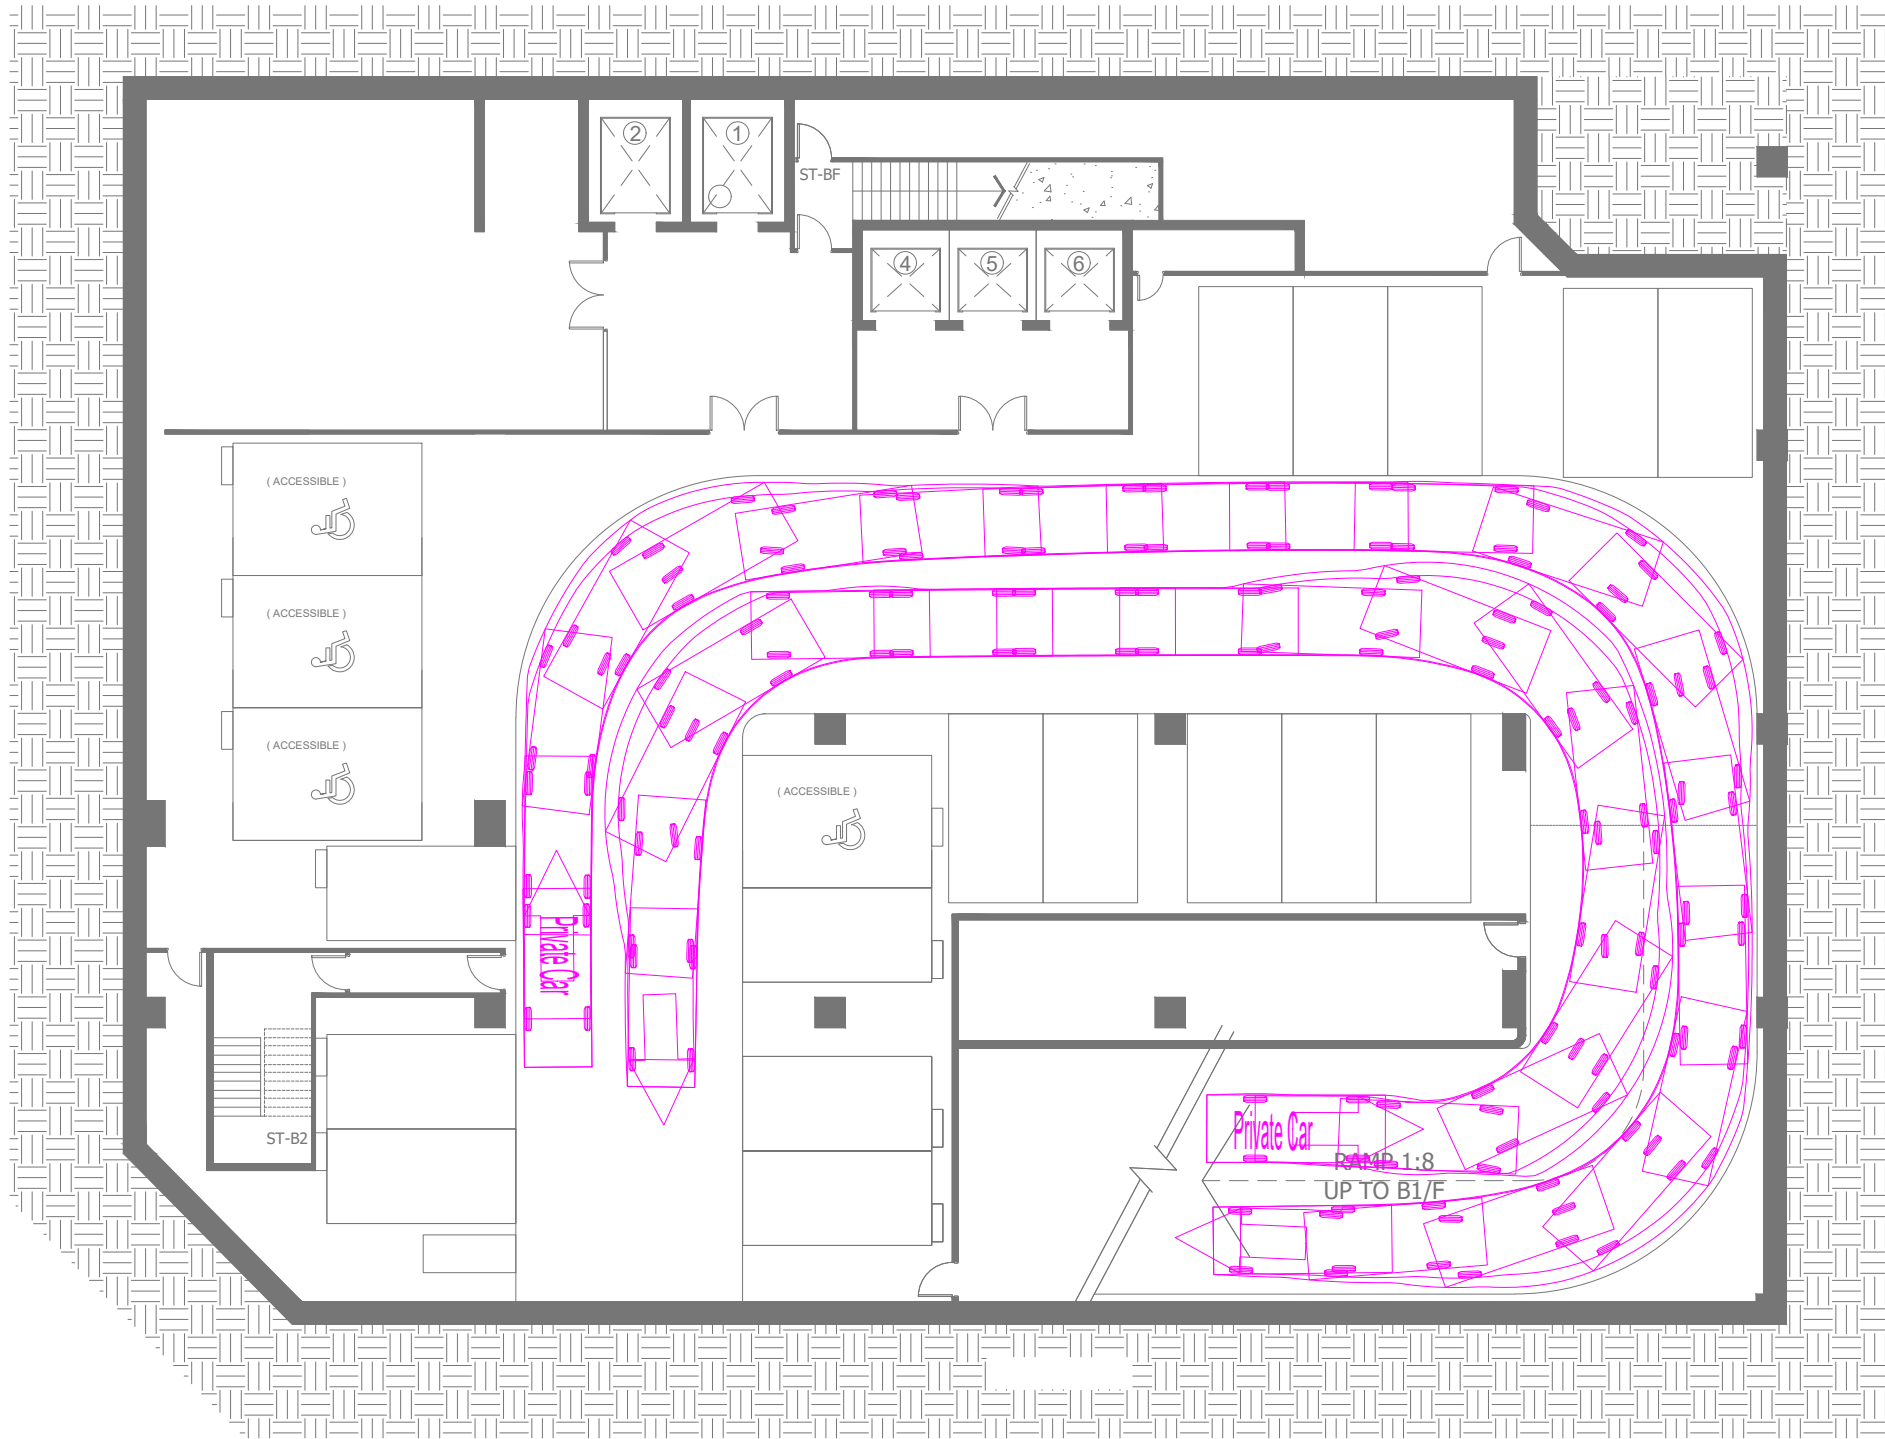 2
1
ST-BF
4
5
6
( ACCESSIBLE )
( ACCESSIBLE )
( ACCESSIBLE )
( ACCESSIBLE )
Private Car
ST-B2
Private Car
RAMP 1:8
UP TO B1/F